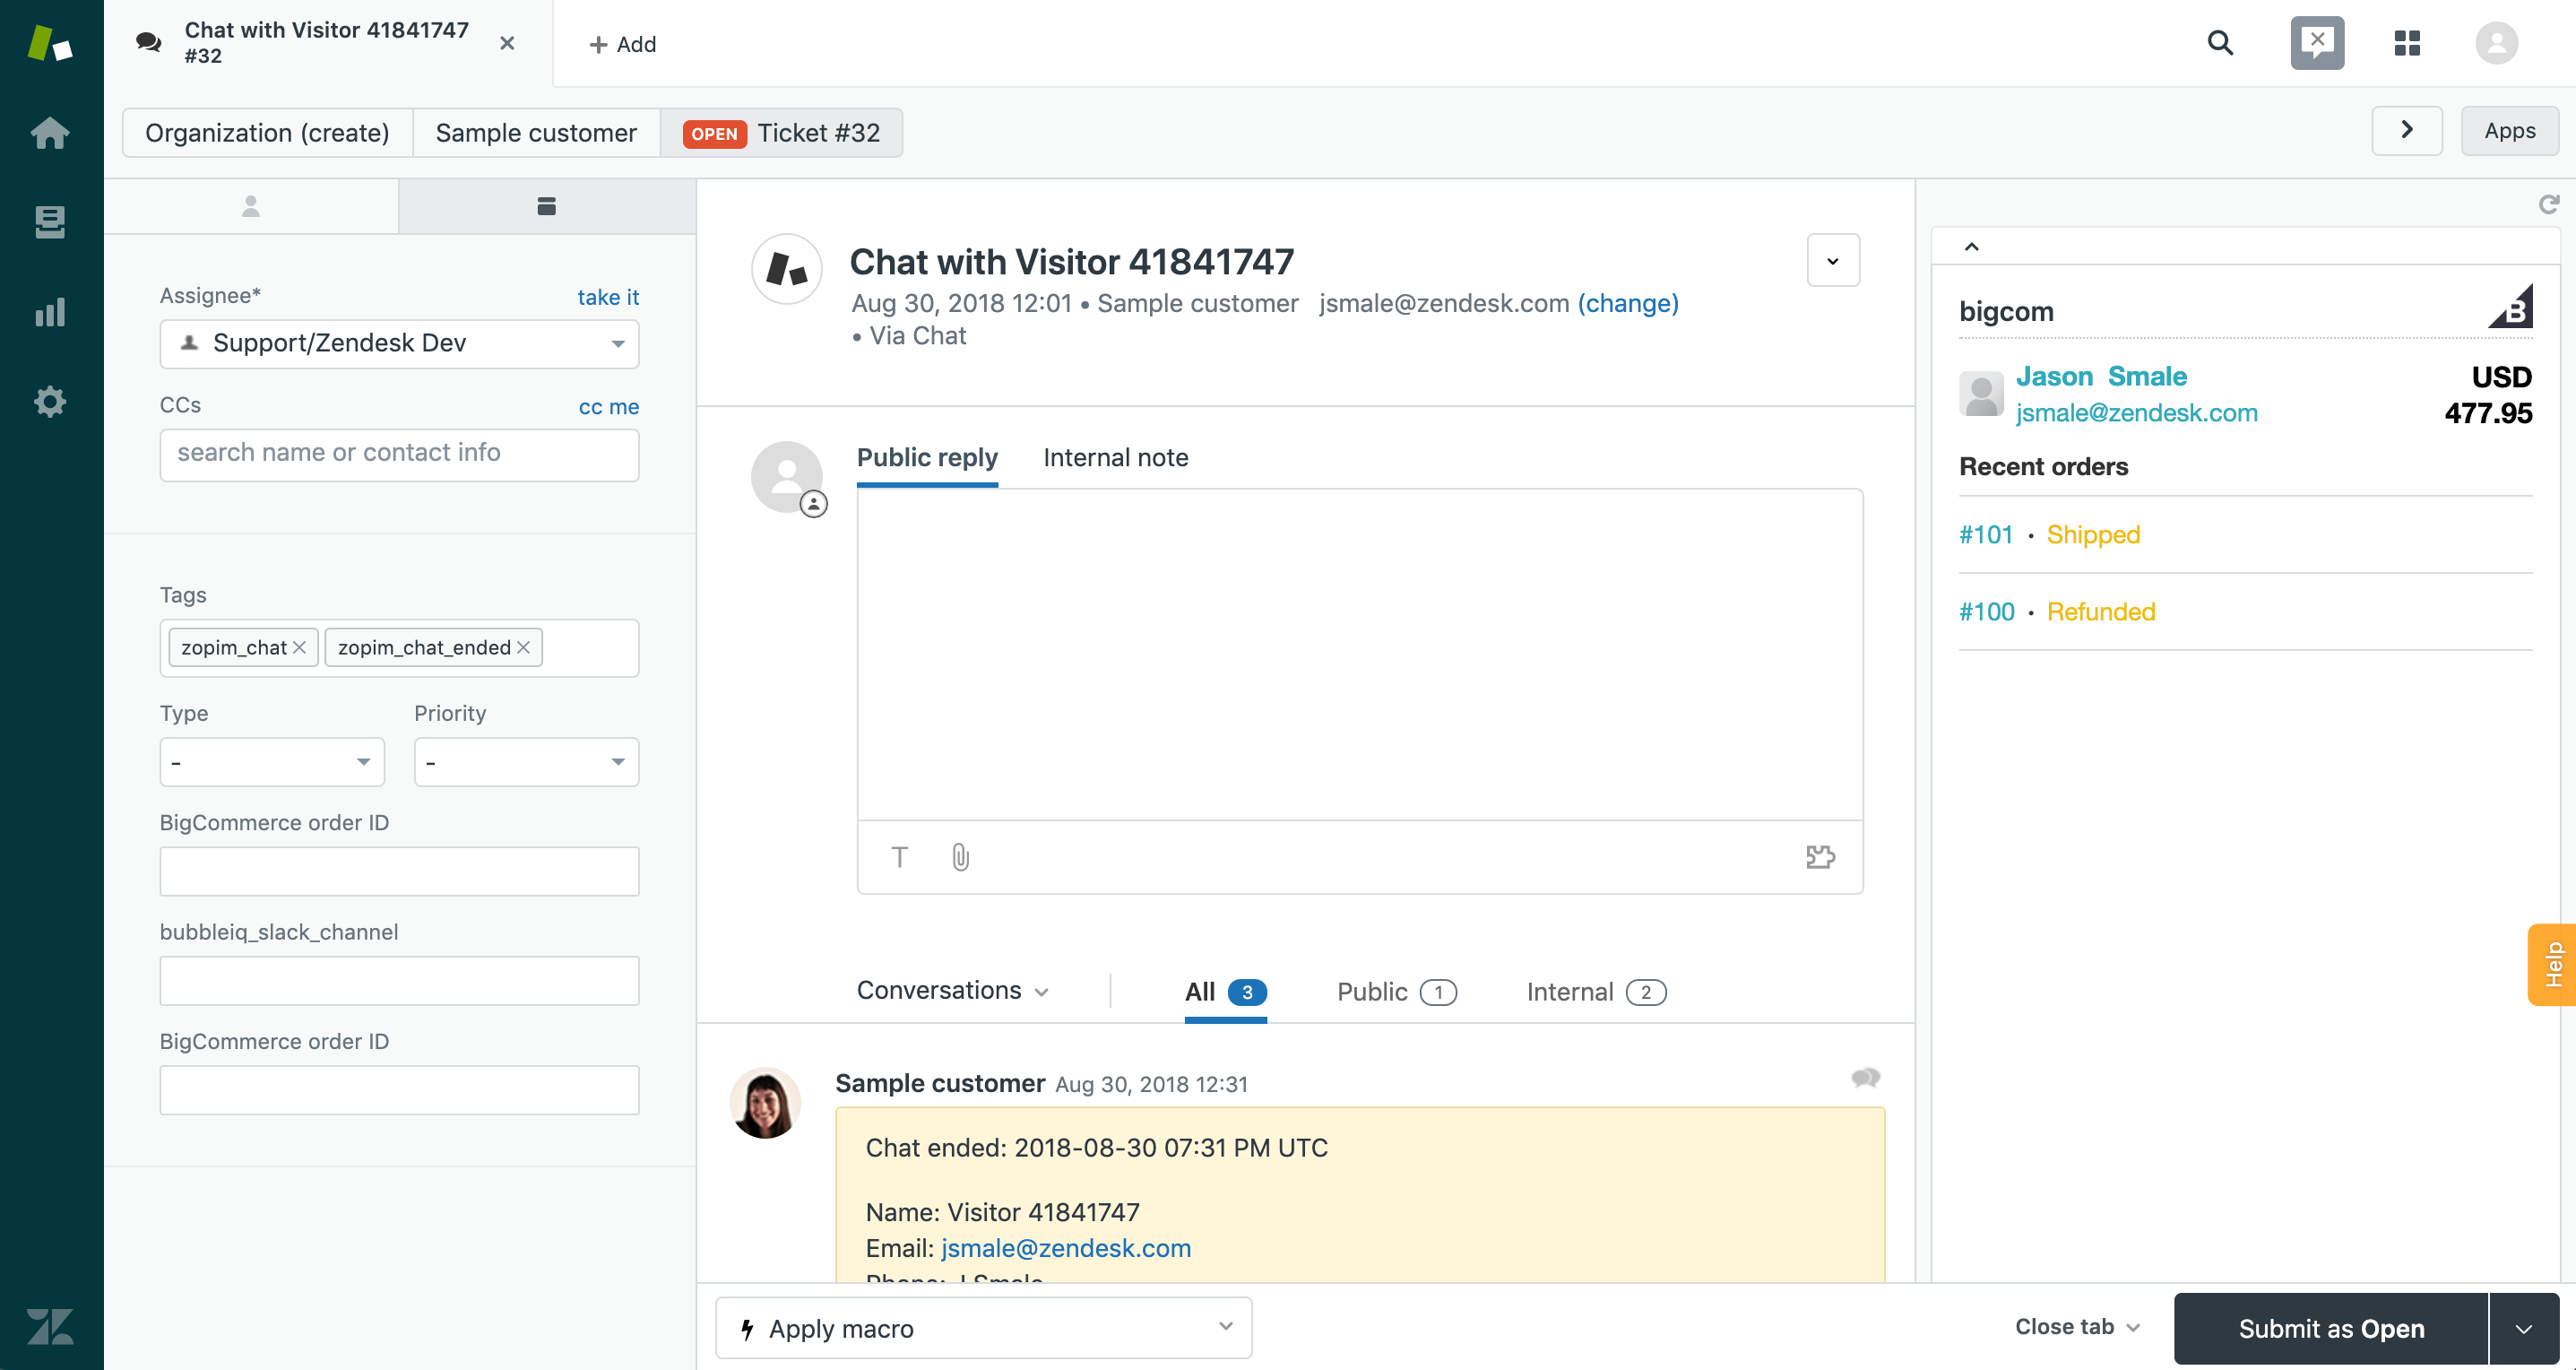 Chat with Visitor 41841747
#32
Add
Organization (create)
Sample customer
OPEN Ticket #32
Apps
Assignee*
take it
Support/Zendesk Dev
CCs
cc me
search name or contact info
Tags
zopim_chat
zopim_chat_ended
Type
Priority
-
-
BigCommerce order ID
bubbleiq_slack_channel
BigCommerce order ID
Chat with Visitor 41841747
Aug 30, 2018 12:01 • Sample customer jsmale@zendesk.com (change)
• Via Chat
Public reply
Internal note
T
Conversations
All 3
Public 1
Internal 2
Sample customer Aug 30, 2018 12:31
Chat ended: 2018-08-30 07:31 PM UTC
Name: Visitor 41841747
Email: jsmale@zendesk.com
Phone: J Smale
Apply macro
Close tab
Submit as Open
bigcom
B
Jason Smale
USD
jsmale@zendesk.com
477.95
Recent orders
#101 • Shipped
#100 • Refunded
Help